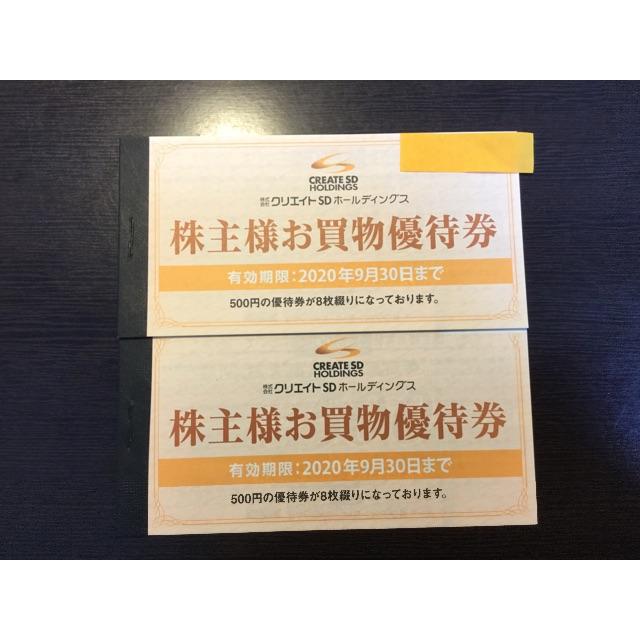 CREATE SD
HOLDINGS
株式会社クリエイトSDホールディングス
株主様お買物優待券
有効期限：2020年9月30日まで
500円の優待券が8枚綴りになっております。
CREATE SD
HOLDINGS
株式会社クリエイトSDホールディングス
株主様お買物優待券
有効期限：2020年9月30日まで
500円の優待券が8枚綴りになっております。